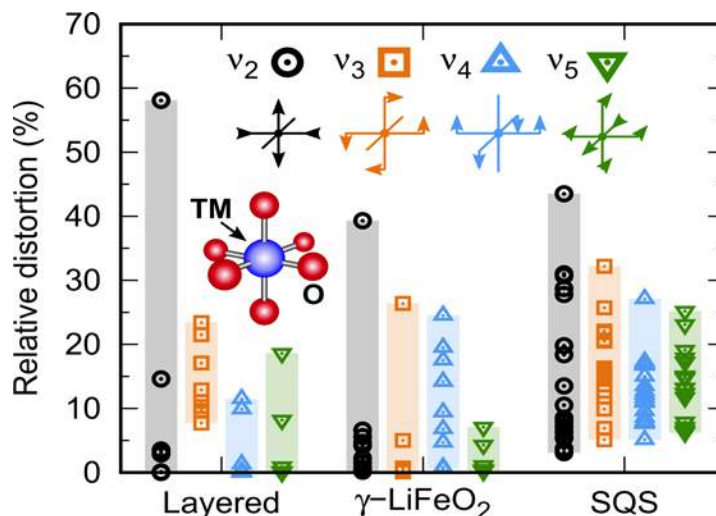 Relative distortion (%)
70
60
50
40
30
20
10
0
ν2 ν3 ν4 ν5
TM
O
Layered γ−LiFeO2 SQS